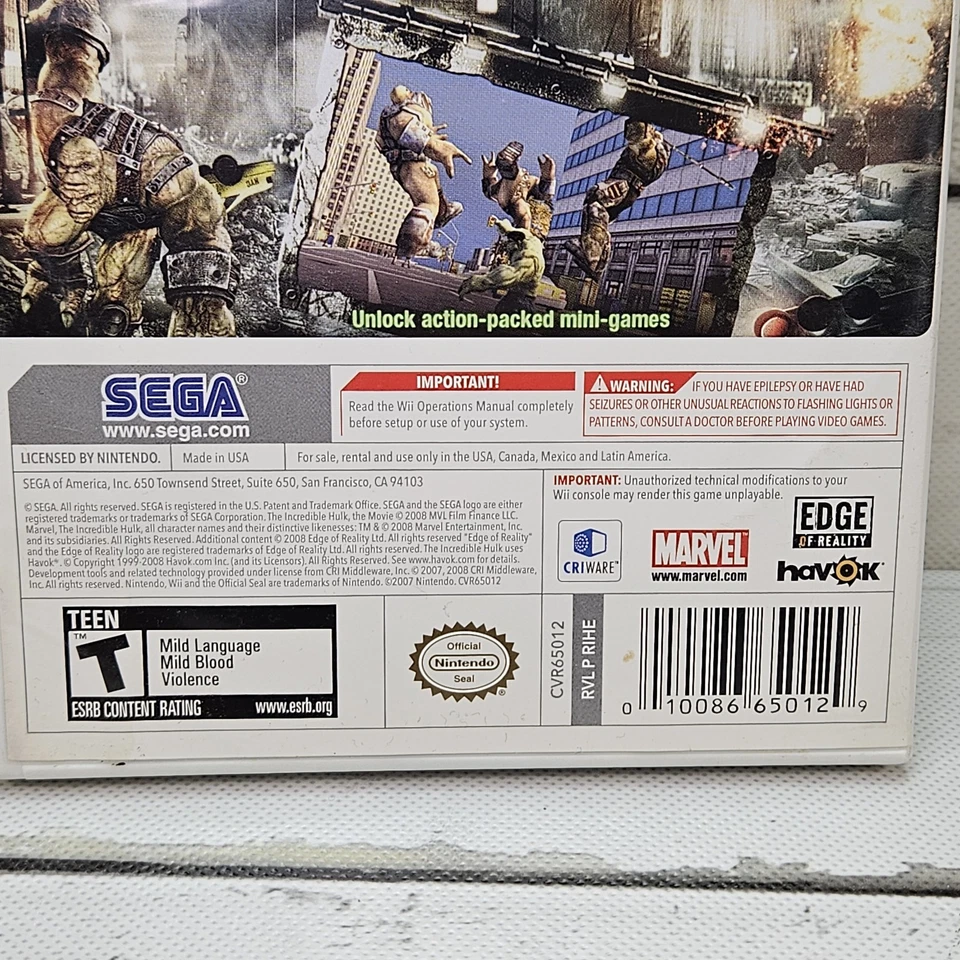 Unlock action-packed mini-games
SEGA®
www.sega.com
IMPORTANT!
Read the Wii Operations Manual completely
before setup or use of your system.
WARNING: IF YOU HAVE EPILEPSY OR HAVE HAD
SEIZURES OR OTHER UNUSUAL REACTIONS TO FLASHING LIGHTS OR
PATTERNS, CONSULT A DOCTOR BEFORE PLAYING VIDEO GAMES.
LICENSED BY NINTENDO.
Made in USA
For sale, rental and use only in the USA, Canada, Mexico and Latin America.
SEGA of America, Inc. 650 Townsend Street, Suite 650, San Francisco, CA 94103
© SEGA. All rights reserved. SEGA is registered in the U.S. Patent and Trademark Office. SEGA and the SEGA logo are either
registered trademarks or trademarks of SEGA Corporation. The Incredible Hulk, the Movie © 2008 MVL Film Finance LLC.
Marvel, The Incredible Hulk, all character names and their distinctive likenesses: TM & © 2008 Marvel Entertainment, Inc.
and its subsidiaries. All Rights Reserved. Additional content © 2008 Edge of Reality Ltd. All rights reserved "Edge of Reality"
and the Edge of Reality logo are registered trademarks of Edge of Reality Ltd. All rights reserved. The Incredible Hulk uses
Havok®. © Copyright 1999-2008 Havok.com Inc. (and its Licensors). All Rights Reserved. See www.havok.com for details.
Development tools and related technology provided under license from CRI Middleware, Inc. © 2007, 2008 CRI Middleware,
Inc. All rights reserved. Nintendo, Wii and the Official Seal are trademarks of Nintendo. ©2007 Nintendo. CVR65012
IMPORTANT: Unauthorized technical modifications to your
Wii console may render this game unplayable.
CRIWARE™
MARVEL
www.marvel.com
EDGE
OF REALITY
havok
TEEN
T™
Mild Language
Mild Blood
Violence
ESRB CONTENT RATING
www.esrb.org
Official
Nintendo
Seal
®
CVR65012
RVL P RIHE
0 10086 65012 9